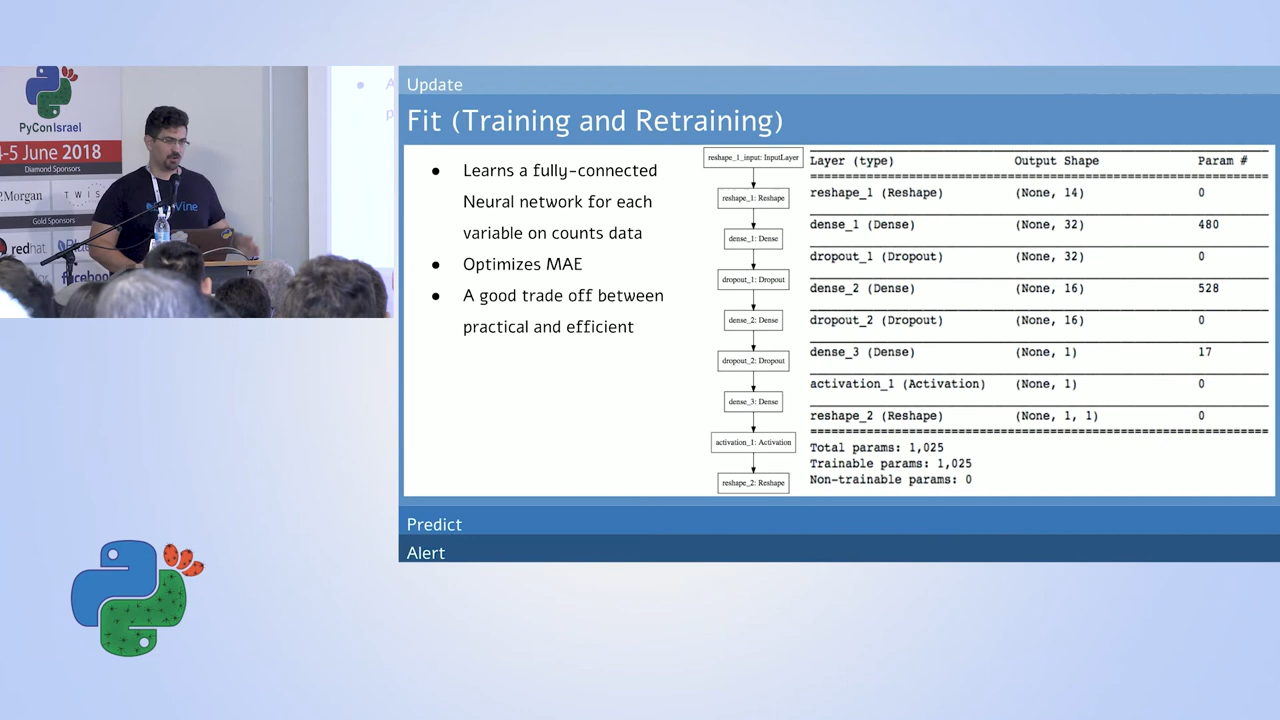 PyConIsrael
4-5 June 2018
Diamond Sponsors
P.Morgan
T W I S
Gold Sponsors
redhat.
facebook
Update
Fit (Training and Retraining)
● Learns a fully-connected
Neural network for each
variable on counts data
● Optimizes MAE
● A good trade off between
practical and efficient
reshape_1_input: InputLayer
reshape_1: Reshape
dense_1: Dense
dropout_1: Dropout
dense_2: Dense
dropout_2: Dropout
dense_3: Dense
activation_1: Activation
reshape_2: Reshape
Layer (type) Output Shape Param #
reshape_1 (Reshape) (None, 14) 0
dense_1 (Dense) (None, 32) 480
dropout_1 (Dropout) (None, 32) 0
dense_2 (Dense) (None, 16) 528
dropout_2 (Dropout) (None, 16) 0
dense_3 (Dense) (None, 1) 17
activation_1 (Activation) (None, 1) 0
reshape_2 (Reshape) (None, 1, 1) 0
Total params: 1,025
Trainable params: 1,025
Non-trainable params: 0
Predict
Alert